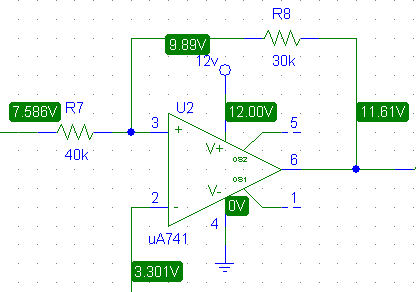 R8
9.89V
12v
30k
7.586V
R7
U2
12.00V
11.61V
3
5
+
V+
OS2
40k
6
OS1
2
V-
1
-
0V
4
uA741
3.301V